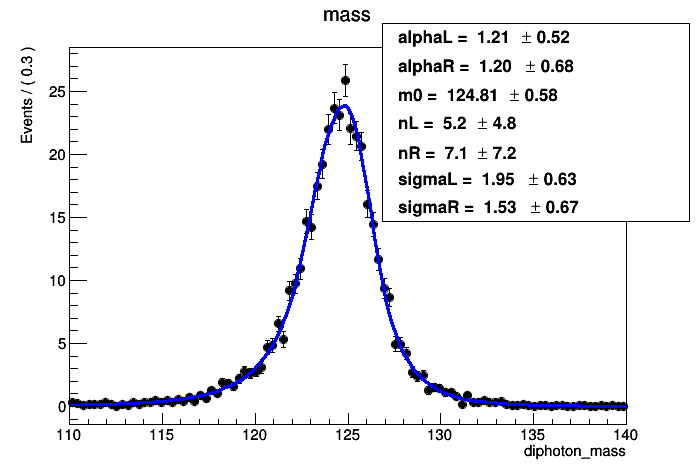 mass
alphaL = 1.21 ± 0.52
alphaR = 1.20 ± 0.68
m0 = 124.81 ± 0.58
nL = 5.2 ± 4.8
nR = 7.1 ± 7.2
sigmaL = 1.95 ± 0.63
sigmaR = 1.53 ± 0.67
Events / ( 0.3 )
25
20
15
10
5
0
110 115 120 125 130 135 140
diphoton_mass